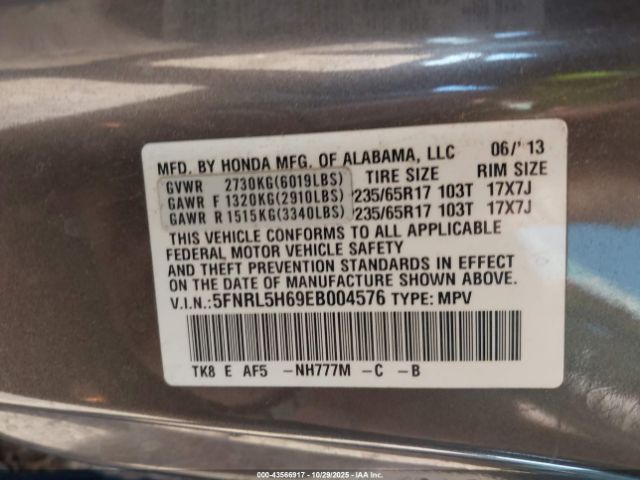 MFD. BY HONDA MFG. OF ALABAMA, LLC 06/'13
TIRE SIZE RIM SIZE
GVWR 2730KG(6019LBS)
GAWR F 1320KG(2910LBS) P235/65R17 103T 17X7J
GAWR R 1515KG(3340LBS) P235/65R17 103T 17X7J
THIS VEHICLE CONFORMS TO ALL APPLICABLE
FEDERAL MOTOR VEHICLE SAFETY
AND THEFT PREVENTION STANDARDS IN EFFECT
ON THE DATE OF MANUFACTURE SHOWN ABOVE.
V.I.N.:5FNRL5H69EB004576 TYPE: MPV
TK8 E AF5 -NH777M -C -B
43566917 | 10/29/2025 | © IAA Inc.